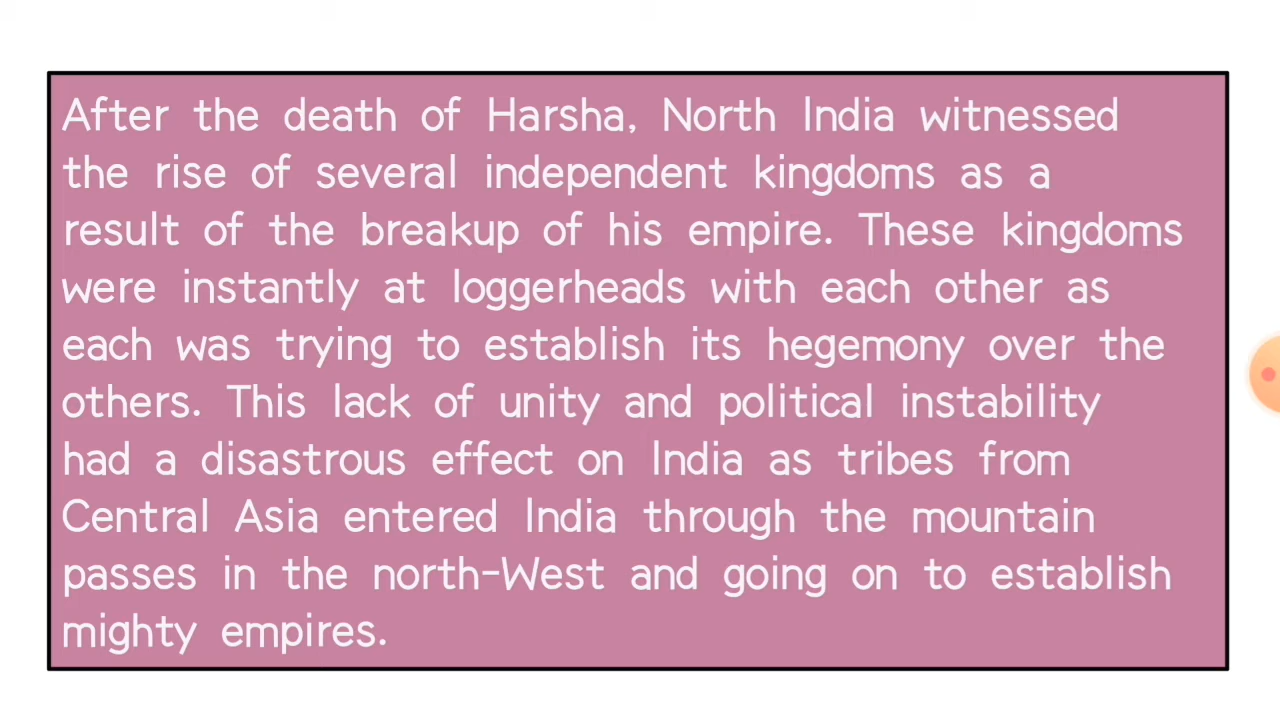 After the death of Harsha, North India witnessed
the rise of several independent kingdoms as a
result of the breakup of his empire. These kingdoms
were instantly at loggerheads with each other as
each was trying to establish its hegemony over the
others. This lack of unity and political instability
had a disastrous effect on India as tribes from
Central Asia entered India through the mountain
passes in the north-West and going on to establish
mighty empires.